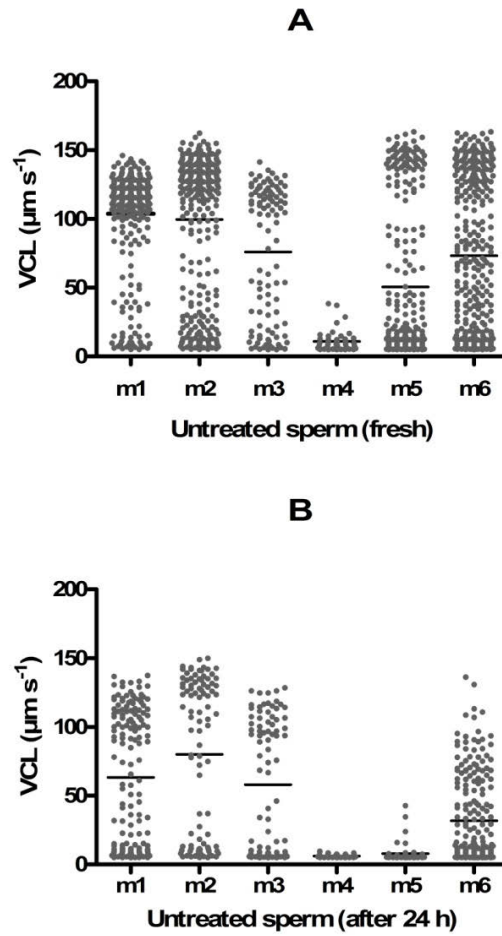 A
200
150
100
50
0
VCL (µm s⁻¹)
m1 m2 m3 m4 m5 m6
Untreated sperm (fresh)
B
200
150
100
50
0
VCL (µm s⁻¹)
m1 m2 m3 m4 m5 m6
Untreated sperm (after 24 h)